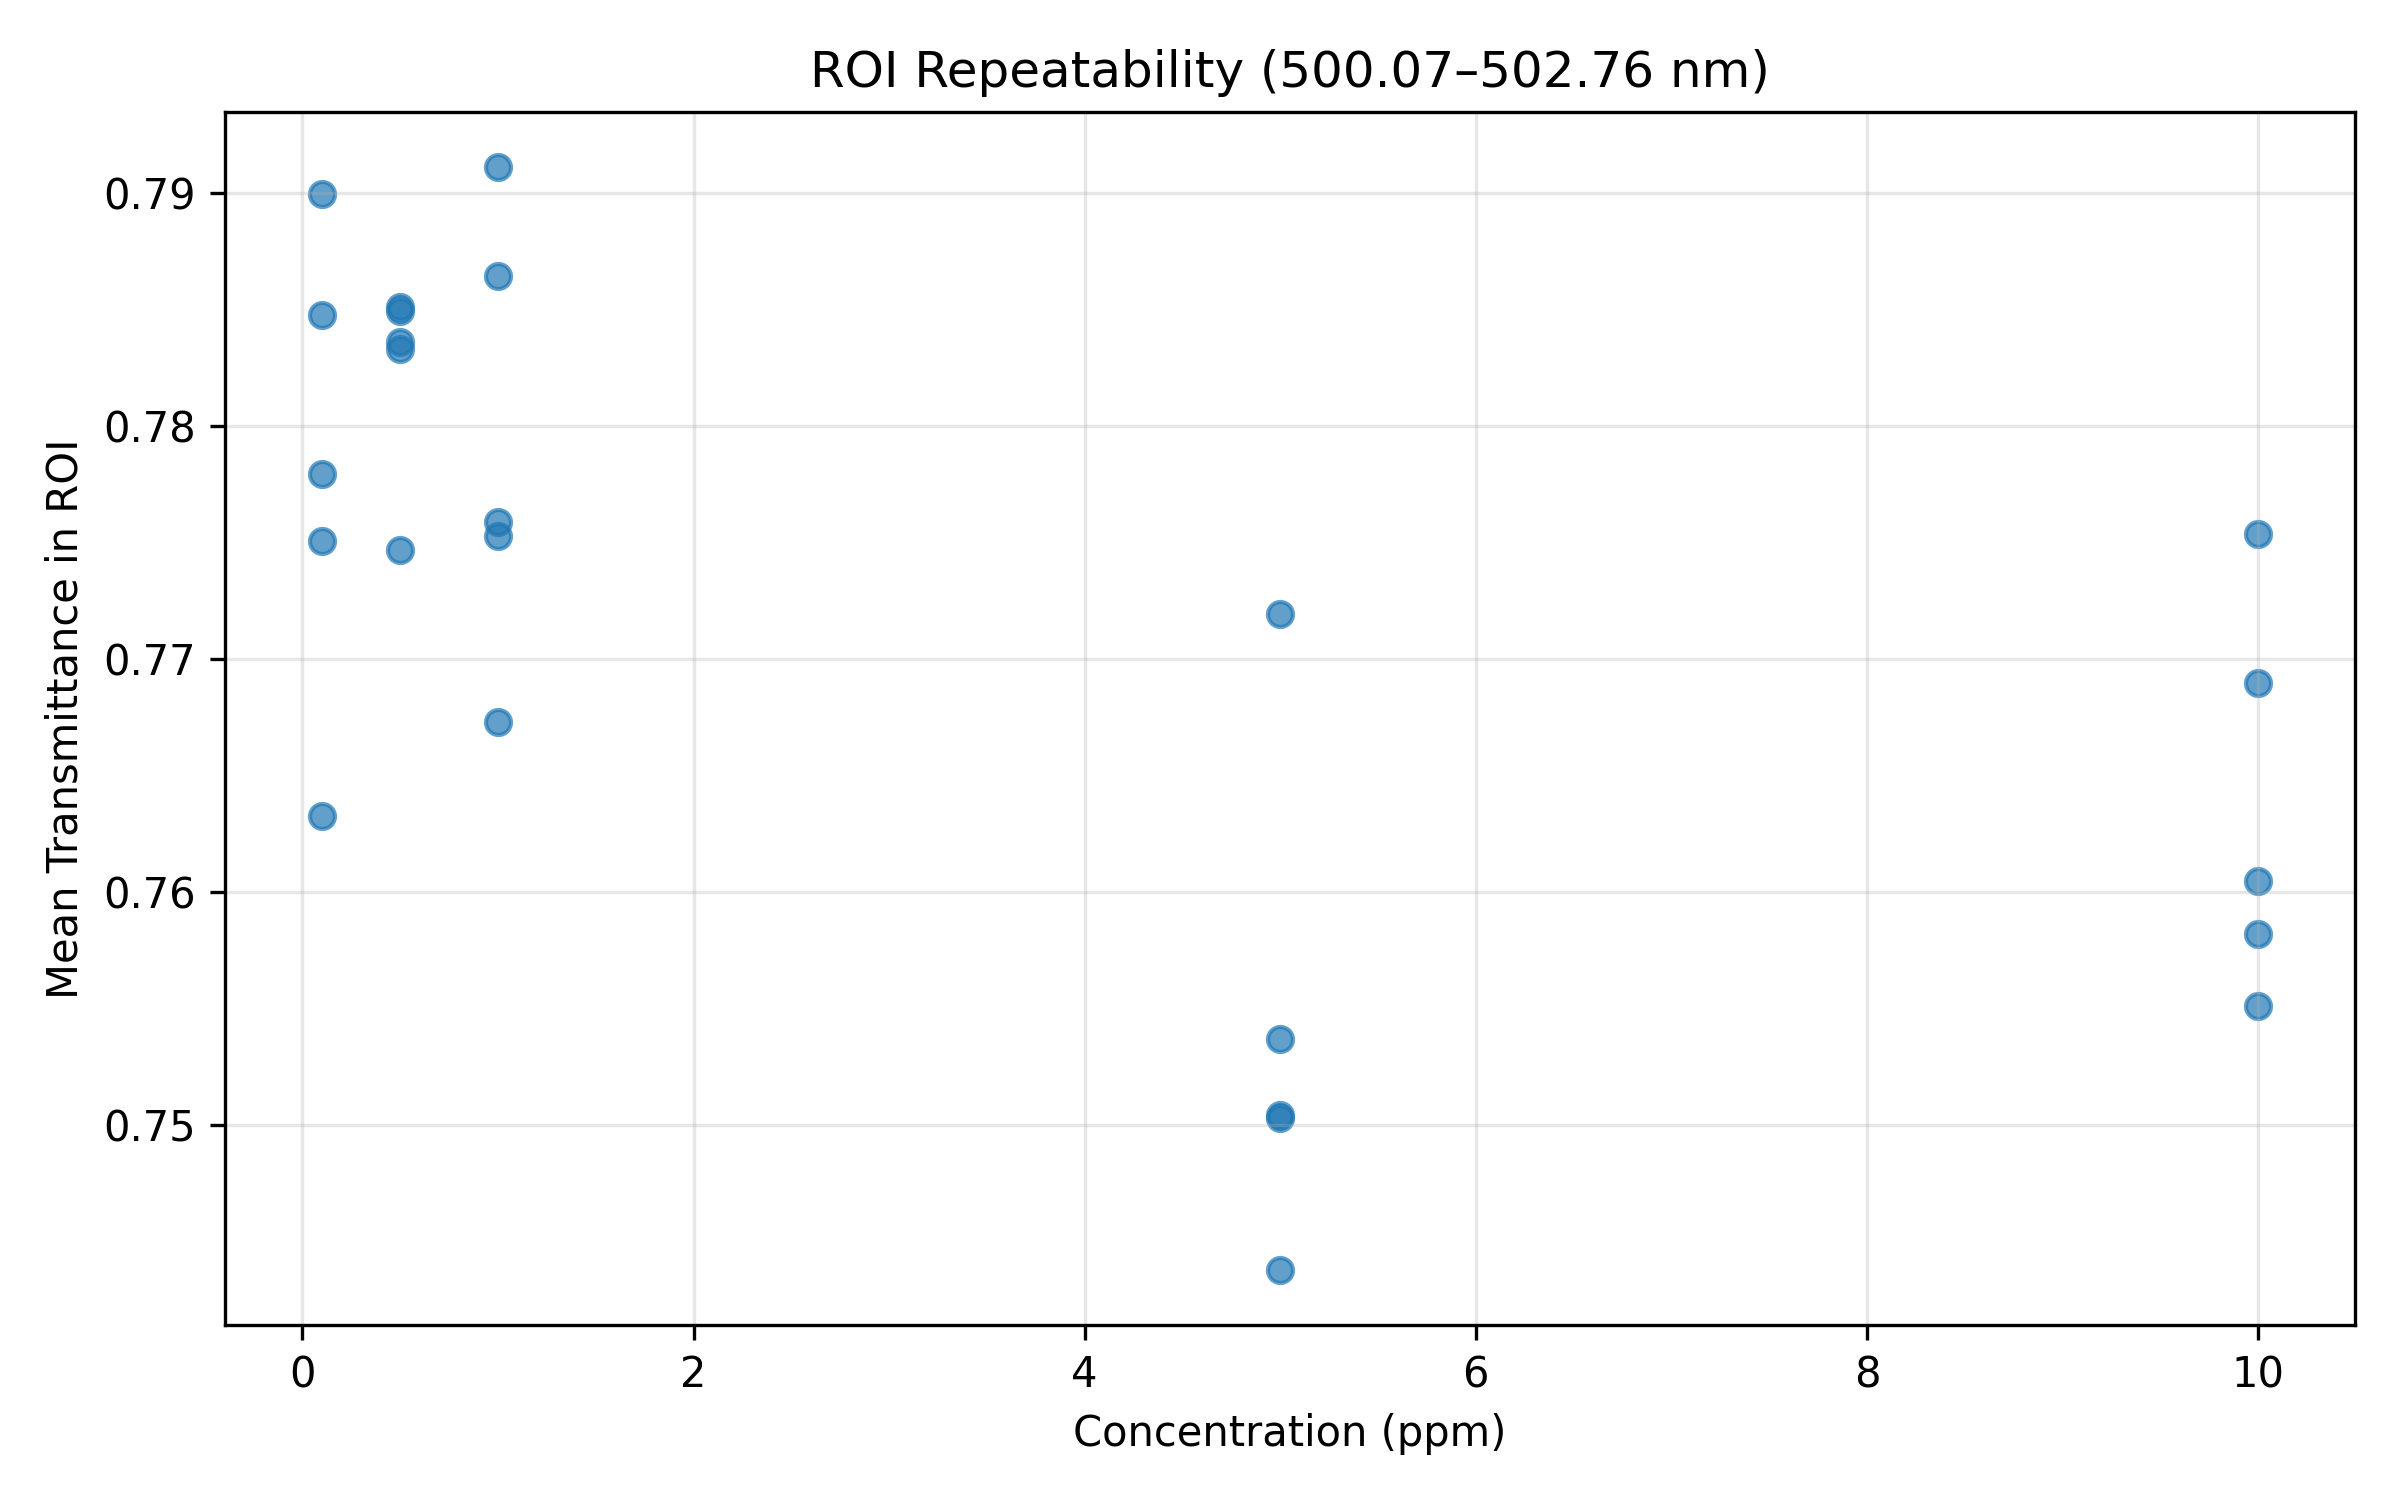 ROI Repeatability (500.07–502.76 nm)
Mean Transmittance in ROI
0.79
0.78
0.77
0.76
0.75
0 2 4 6 8 10
Concentration (ppm)